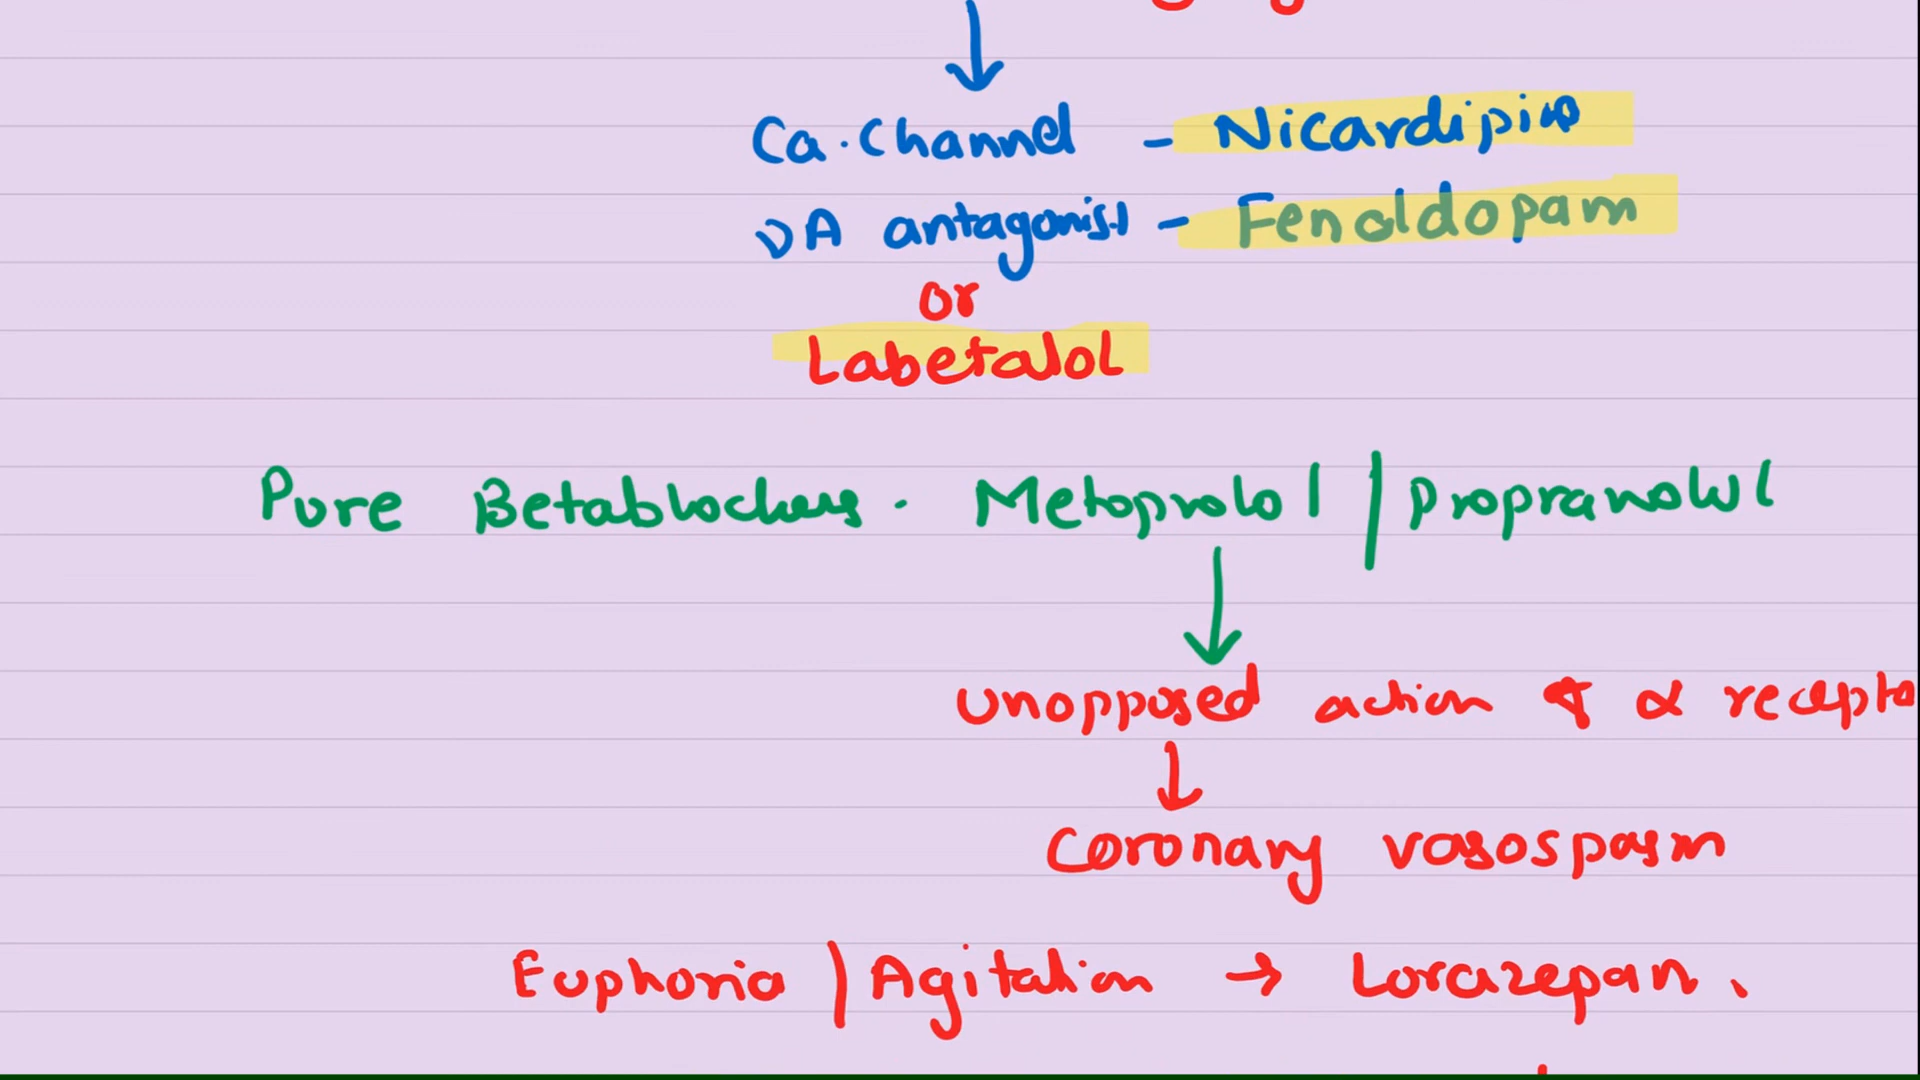 Ca. Channel - Nicardipine
DA antagonist - Fenoldopam
or
Labetalol
Pure Betablockers. Metoprolol / Propranolol
unopposed action of α recepto
↓
Coronary vasospasm
Euphoria / Agitation → Lorazepam.